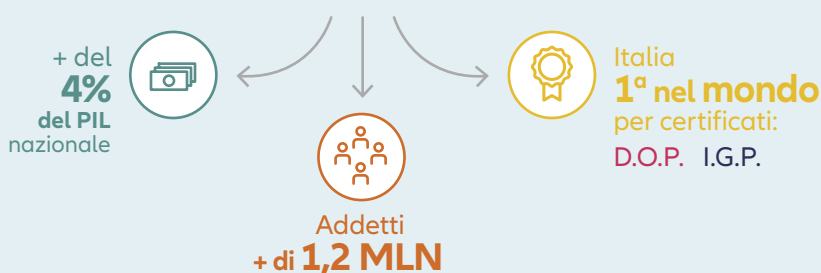 + del
4%
del PIL
nazionale
Addetti
+ di 1,2 MLN
Italia
1ª nel mondo
per certificati:
D.O.P. I.G.P.